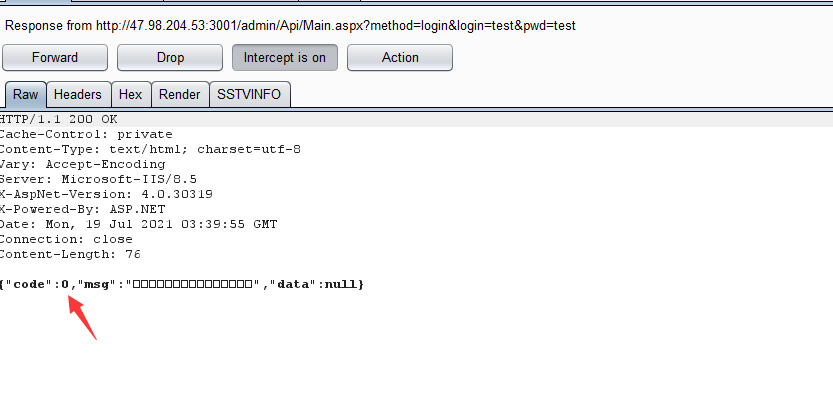 Response from http://47.98.204.53:3001/admin/Api/Main.aspx?method=login&login=test&pwd=test
Forward Drop Intercept is on Action
Raw Headers Hex Render SSTVINFO
HTTP/1.1 200 OK
Cache-Control: private
Content-Type: text/html; charset=utf-8
Vary: Accept-Encoding
Server: Microsoft-IIS/8.5
X-AspNet-Version: 4.0.30319
X-Powered-By: ASP.NET
Date: Mon, 19 Jul 2021 03:39:55 GMT
Connection: close
Content-Length: 76
{"code":0,"msg":"□□□□□□□□□□□□□□□","data":null}